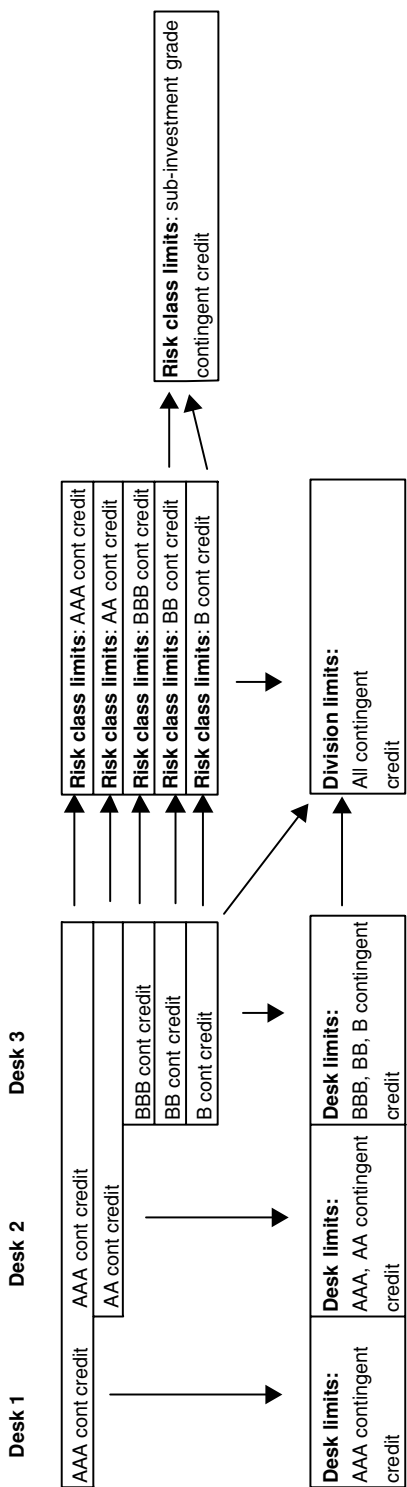 Desk 1
Desk 2
Desk 3
AAA cont credit
AAA cont credit
AA cont credit
BBB cont credit
BB cont credit
B cont credit
Risk class limits: AAA cont credit
Risk class limits: AA cont credit
Risk class limits: BBB cont credit
Risk class limits: BB cont credit
Risk class limits: B cont credit
Risk class limits: sub-investment grade
contingent credit
Desk limits:
AAA contingent
credit
Desk limits:
AAA, AA contingent
credit
Desk limits:
BBB, BB, B contingent
credit
Division limits:
All contingent
credit